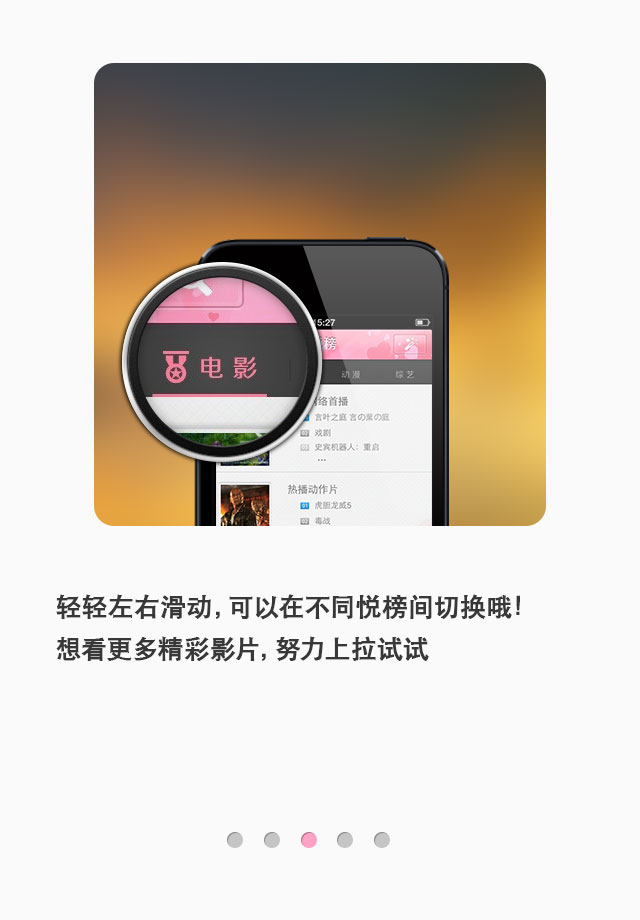 15:27
榜
电影
动漫
综艺
络首播
言叶之庭 言の葉の庭
02 戏剧
03 史宾机器人：重启
...
热播动作片
01 虎胆龙威5
02 毒战
轻轻左右滑动, 可以在不同悦榜间切换哦!
想看更多精彩影片, 努力上拉试试